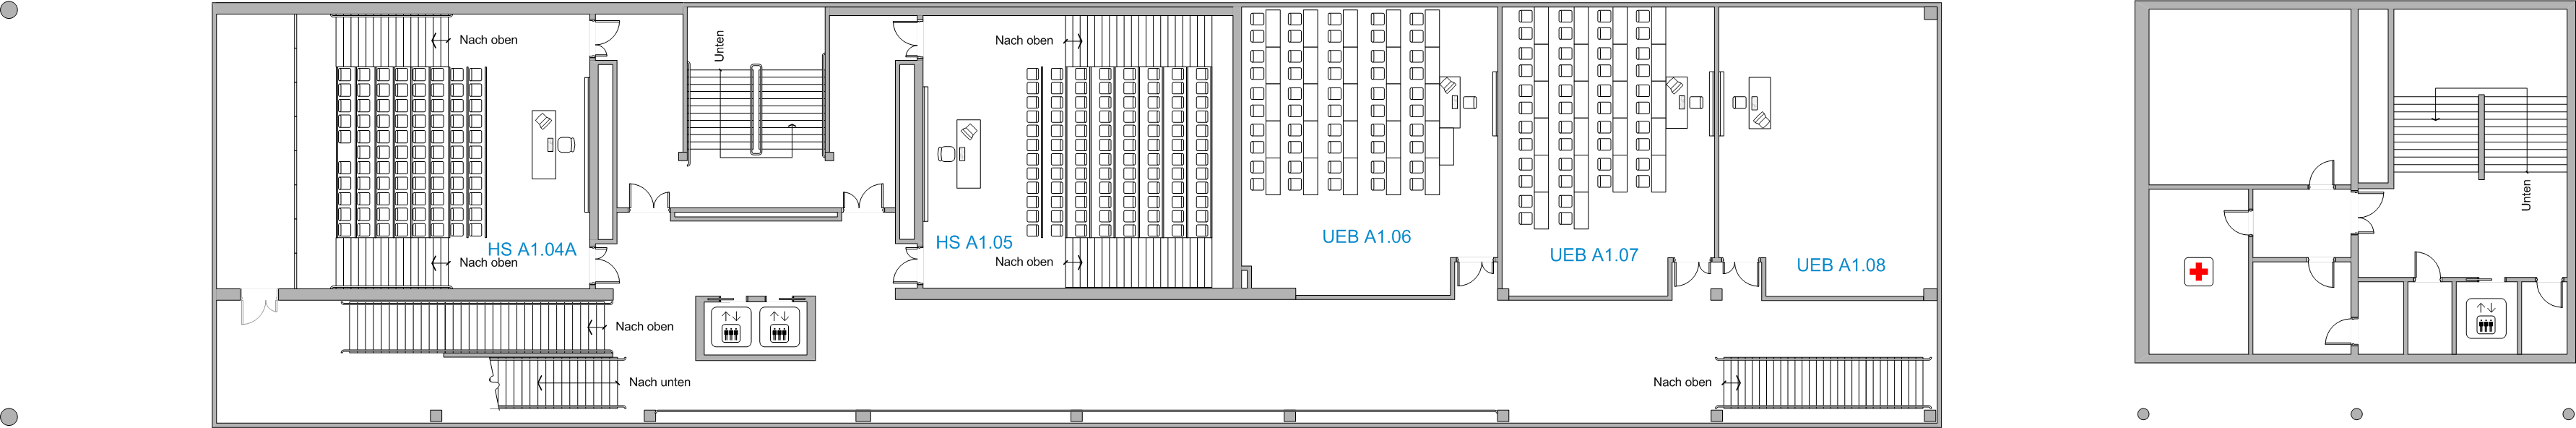 Nach oben
Unten
Nach oben
HS A1.04A
Nach oben
HS A1.05
Nach oben
UEB A1.06
UEB A1.07
UEB A1.08
Unten
Nach oben
Nach unten
Nach oben